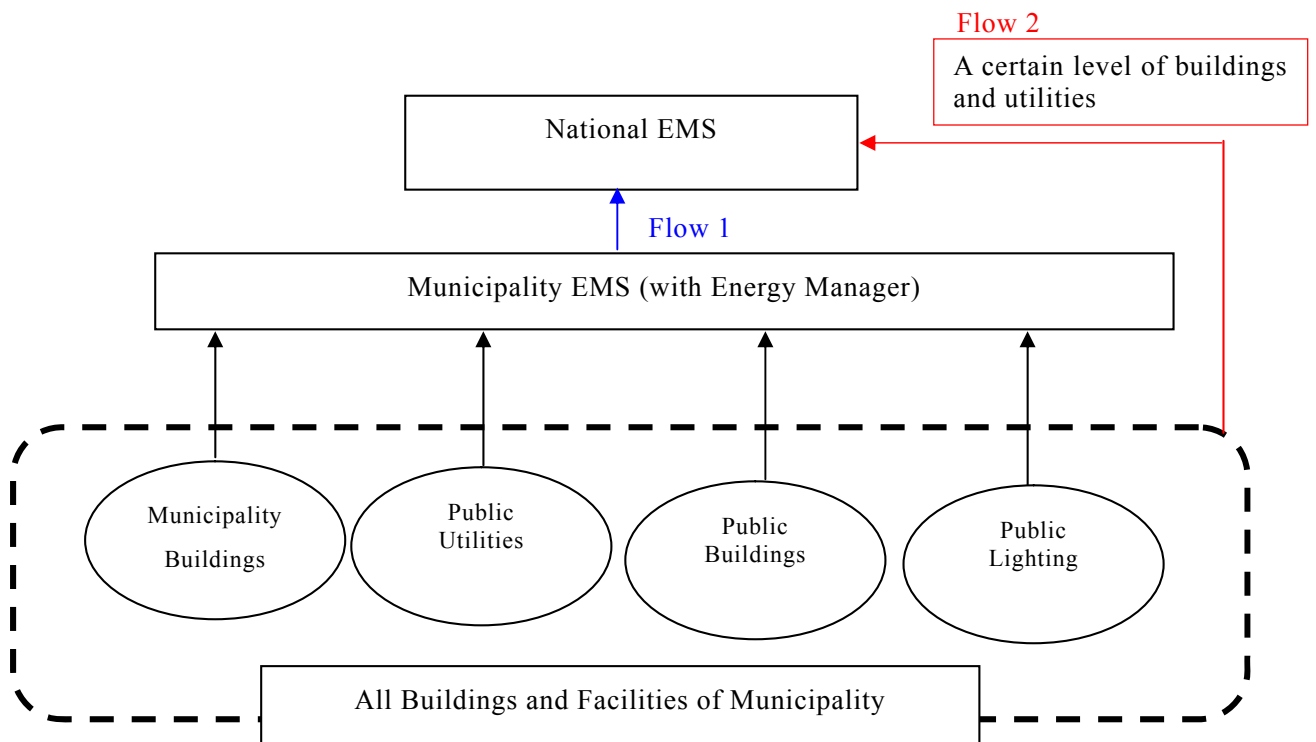 Flow 2
A certain level of buildings
and utilities
National EMS
Flow 1
Municipality EMS (with Energy Manager)
Municipality
Buildings
Public
Utilities
Public
Buildings
Public
Lighting
All Buildings and Facilities of Municipality